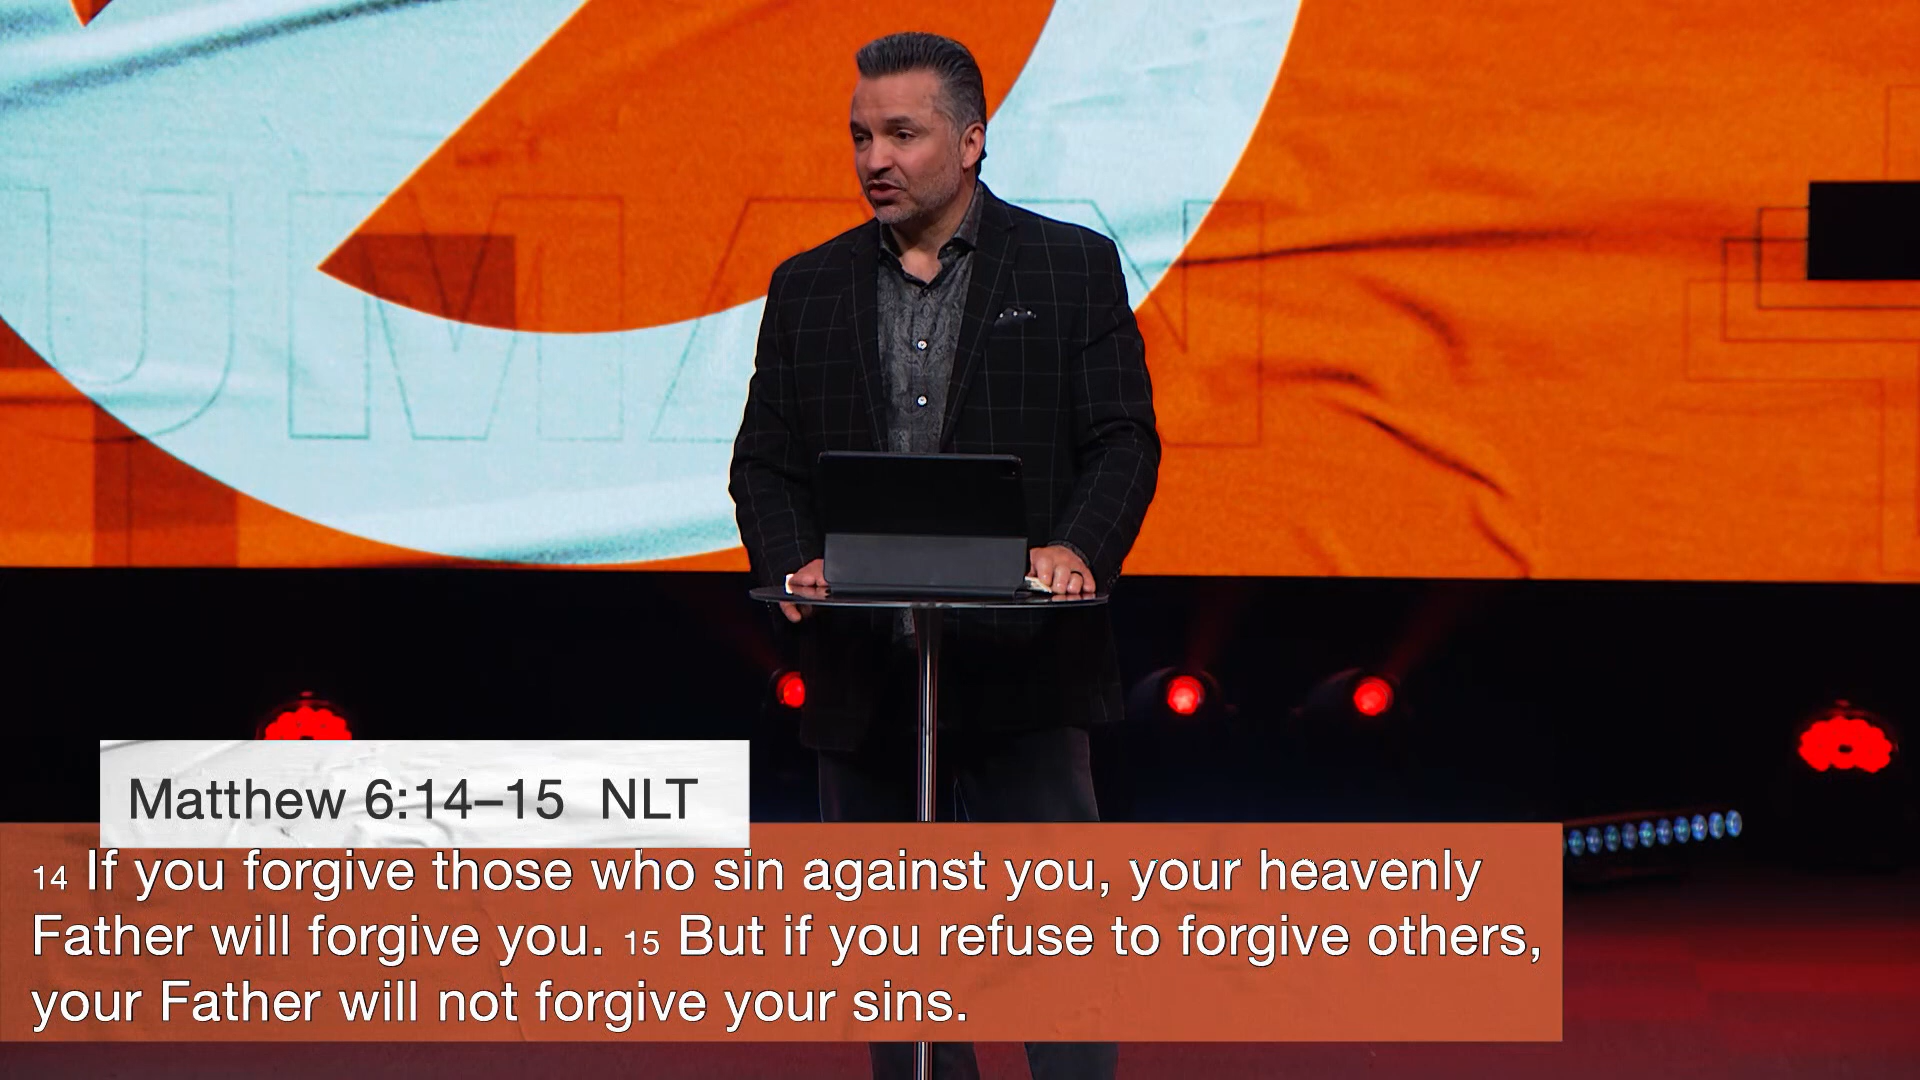 UMAN
Matthew 6:14–15 NLT
14 If you forgive those who sin against you, your heavenly
Father will forgive you. 15 But if you refuse to forgive others,
your Father will not forgive your sins.